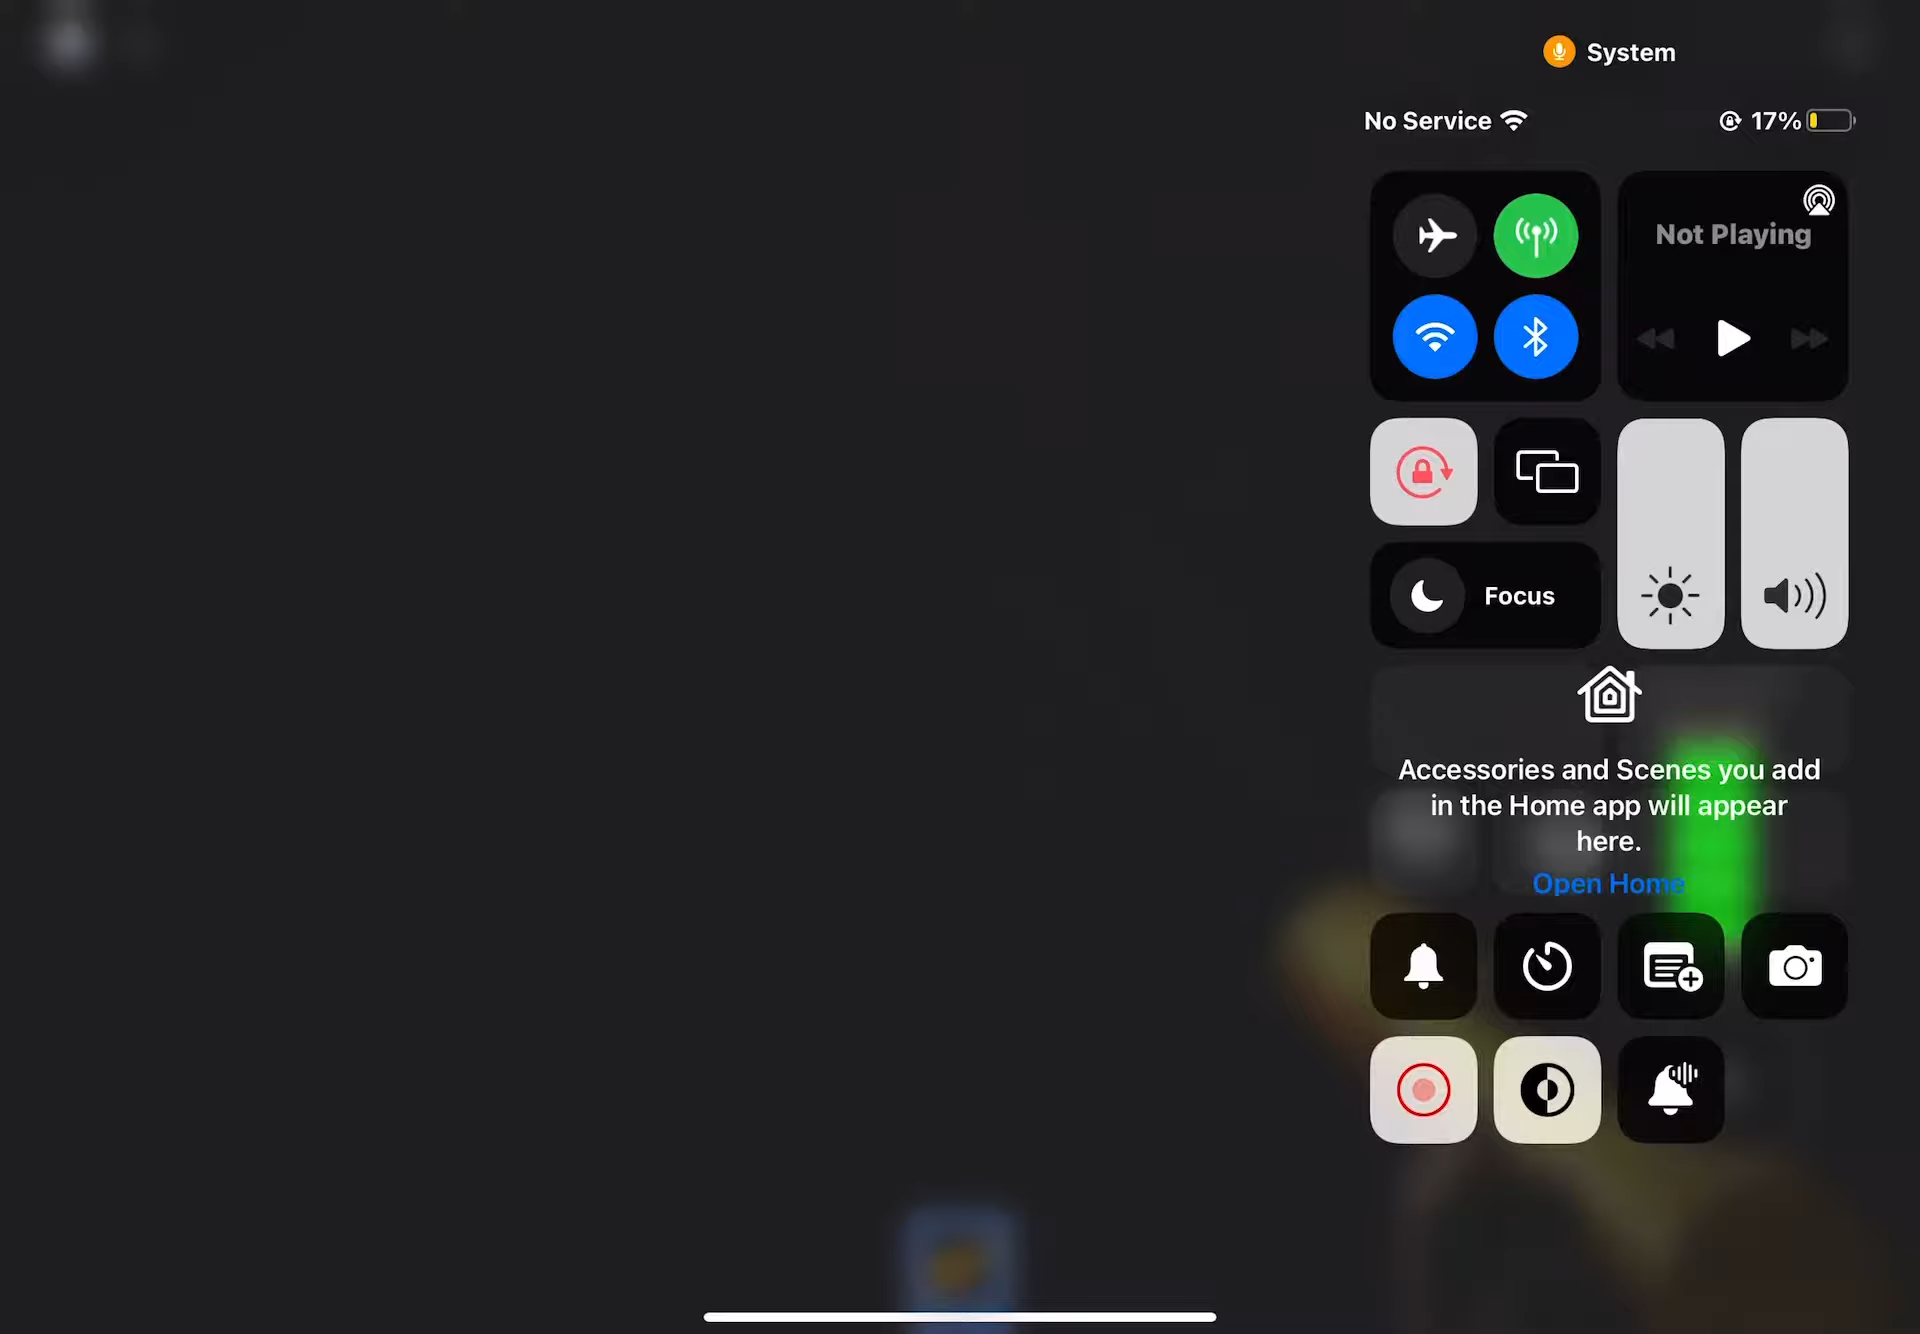 System
No Service
17%
Not Playing
Focus
Accessories and Scenes you add
in the Home app will appear
here.
Open Home